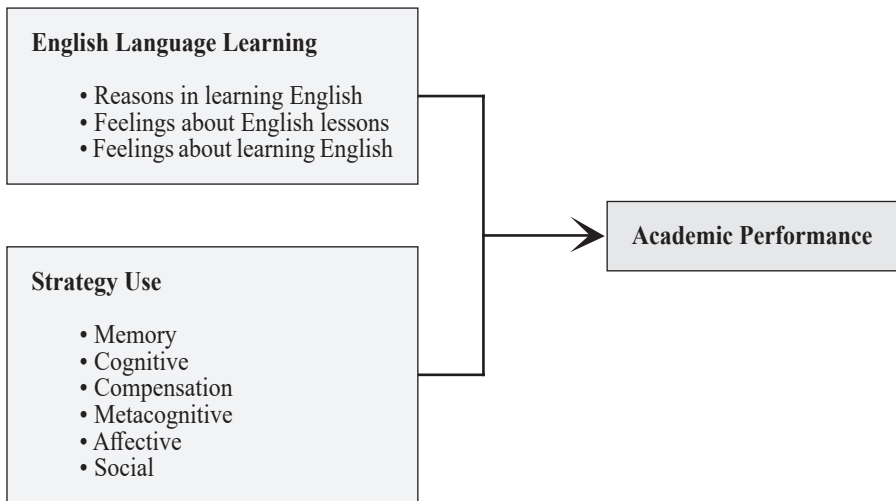 English Language Learning
• Reasons in learning English
• Feelings about English lessons
• Feelings about learning English
Academic Performance
Strategy Use
• Memory
• Cognitive
• Compensation
• Metacognitive
• Affective
• Social